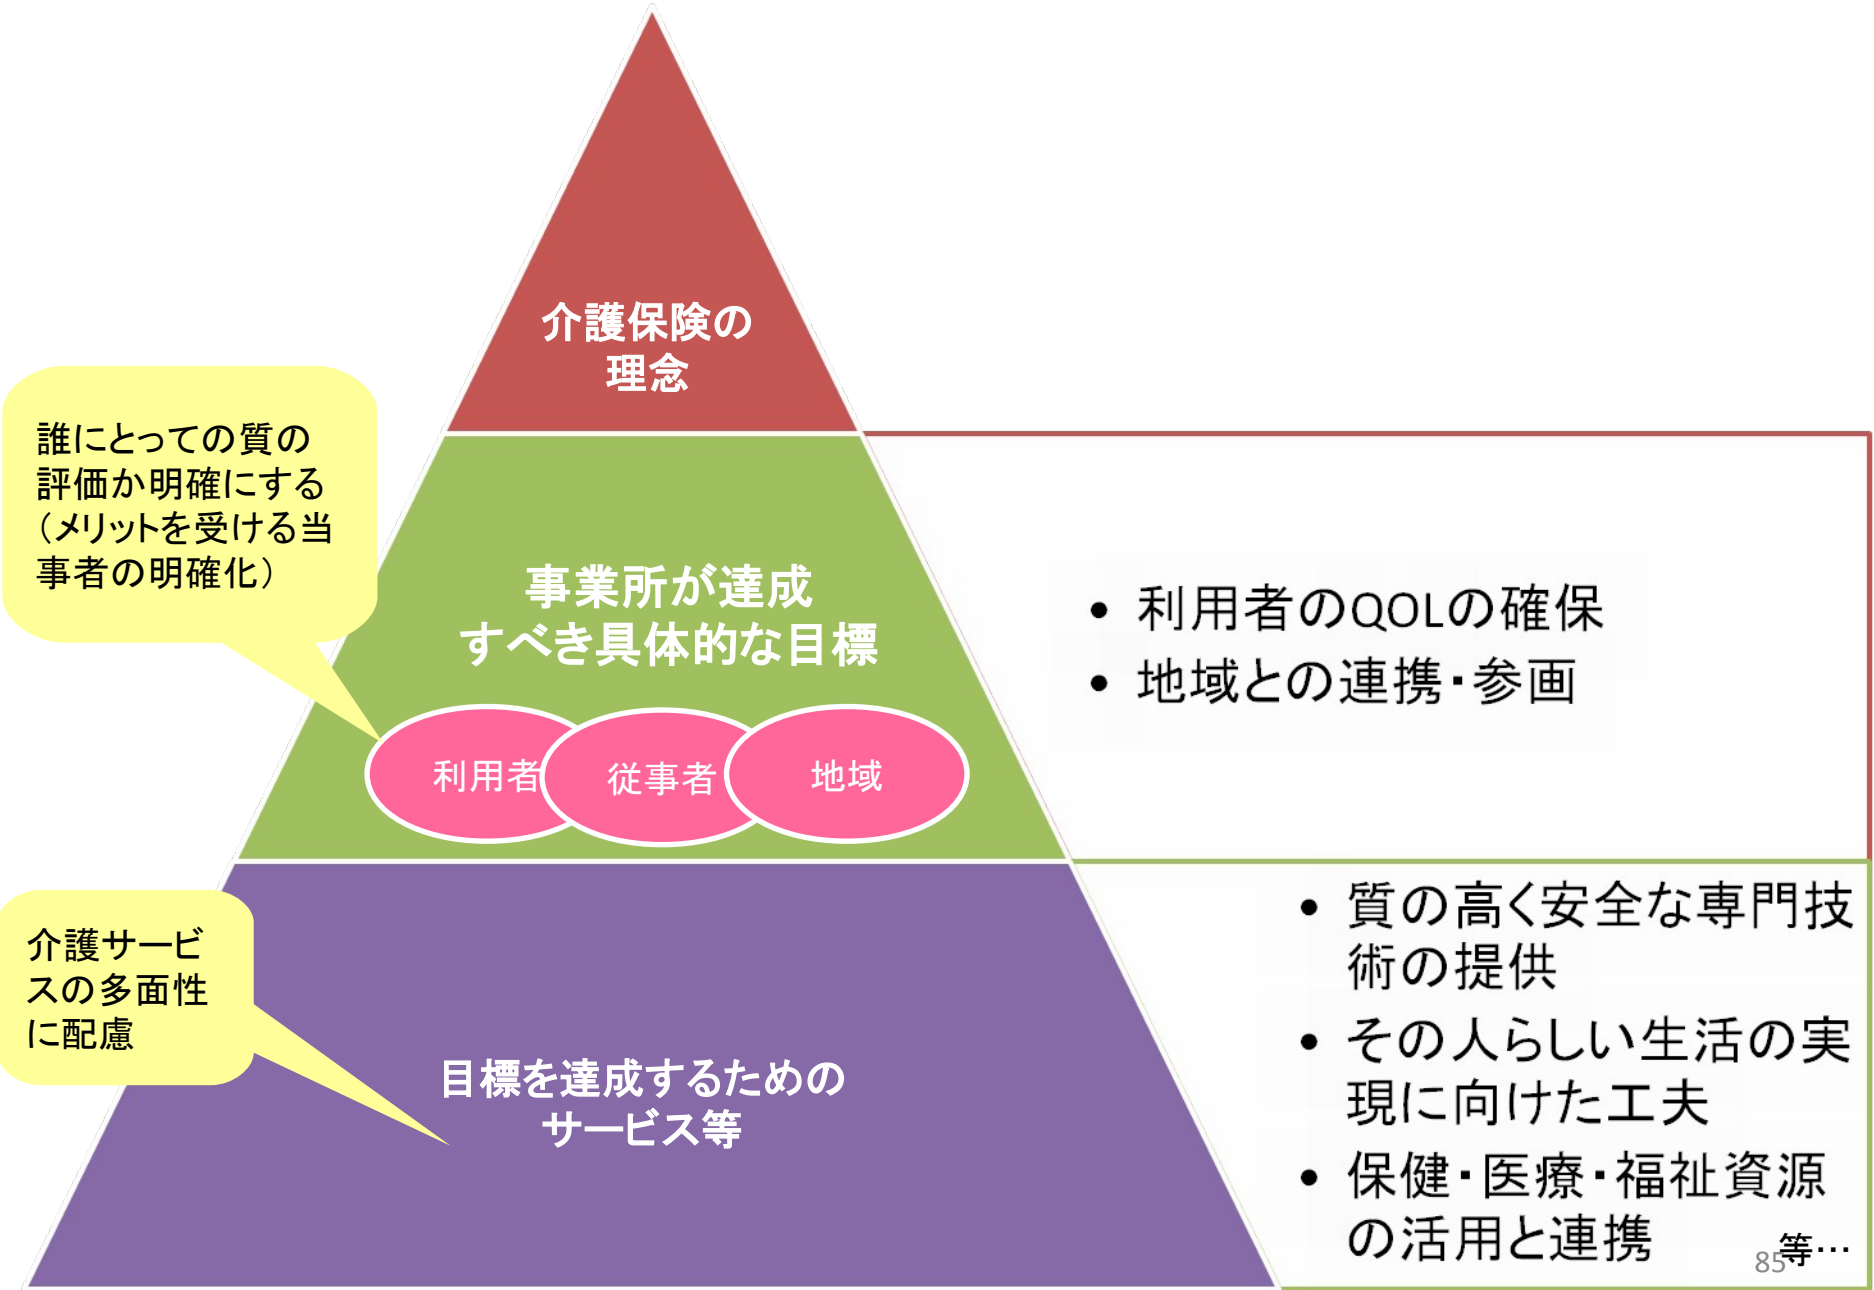 介護保険の
理念
誰にとっての質の
評価か明確にする
（メリットを受ける当
事者の明確化）
事業所が達成
すべき具体的な目標
利用者
従事者
地域
• 利用者のQOLの確保
• 地域との連携・参画
介護サービ
スの多面性
に配慮
目標を達成するための
サービス等
• 質の高く安全な専門技
術の提供
• その人らしい生活の実
現に向けた工夫
• 保健・医療・福祉資源
の活用と連携
等…
85